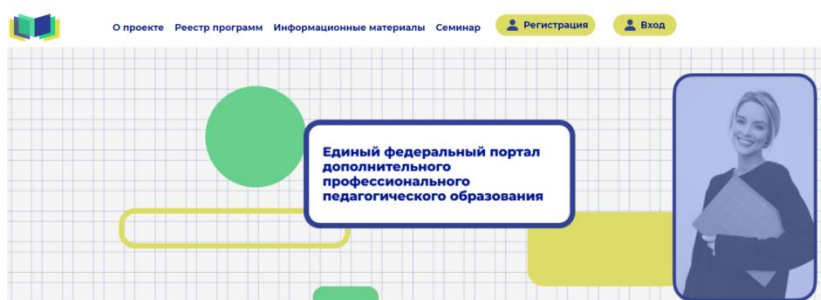 О проекте Реестр программ Информационные материалы Семинар Регистрация Вход
Единый федеральный портал
дополнительного
профессионального
педагогического образования